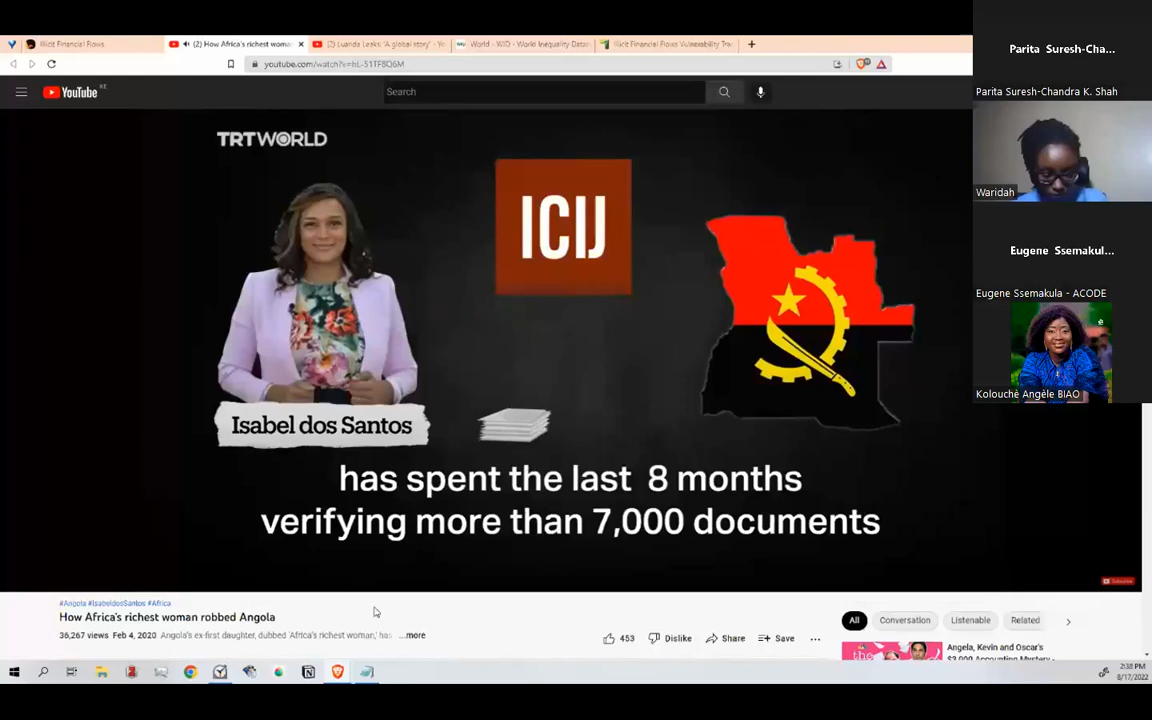 Illicit Financial Flows
(2) How Africa's richest woma
(2) Luanda Leaks: "A global story" - Yo
World - WID - World Inequality Datab
Illicit Financial Flows Vulnerability Tra
youtube.com/watch?v=hL-51TF8Q6M
YouTube KE
Search
TRTWORLD
ICIJ
Isabel dos Santos
has spent the last 8 months
verifying more than 7,000 documents
Subscribe
#Angola #IsabeldosSantos #Africa
How Africa's richest woman robbed Angola
36,267 views Feb 4, 2020 Angola's ex-first daughter, dubbed 'Africa's richest woman,' has ...more
453 Dislike Share Save ...
All Conversation Listenable Related
Angela, Kevin and Oscar's
$3,000 Accounting Mystery -
the
2:38 PM
8/17/2022
Parita Suresh-Cha...
Parita Suresh-Chandra K. Shah
Waridah
Eugene Ssemakul...
Eugene Ssemakula - ACODE
Kolouchè Angèle BIAO